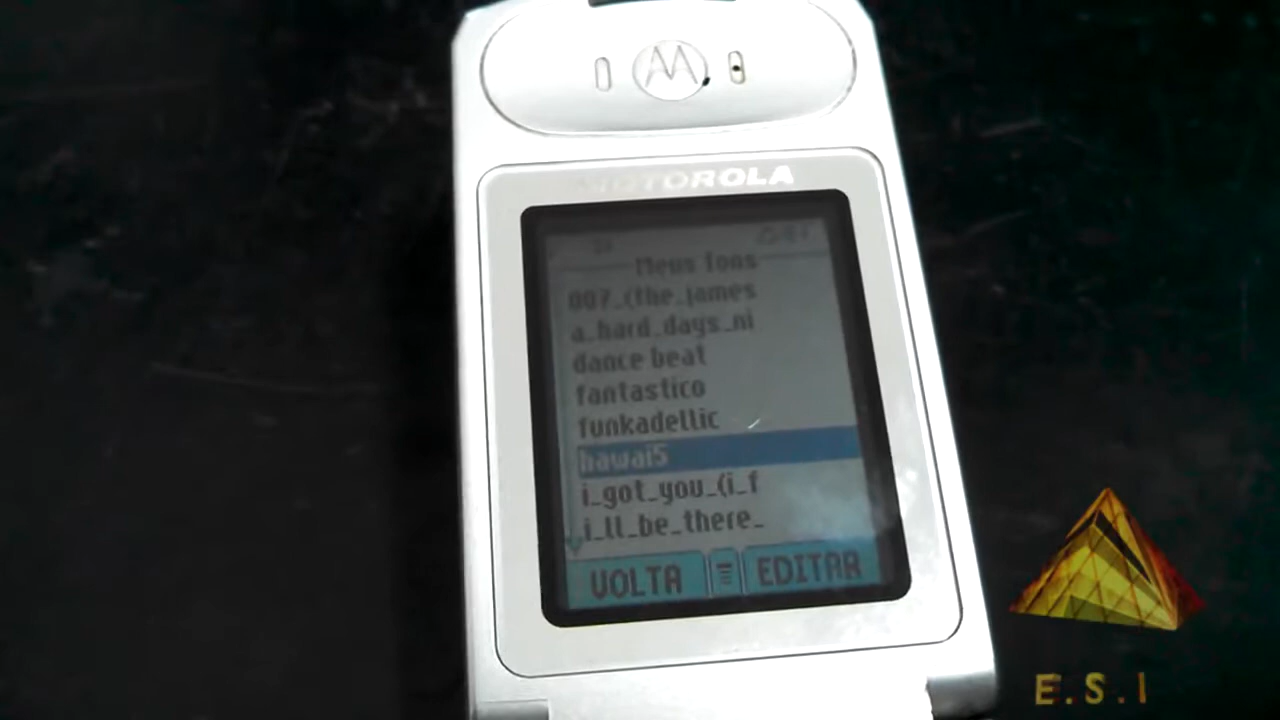 MOTOROLA
Meus Tons
007_(the_james
a_hard_days_ni
dance beat
fantastico
funkadellic
hawai5
i_got_you_(i_f
i_ll_be_there_
VOLTA
EDITAR
E.S.I